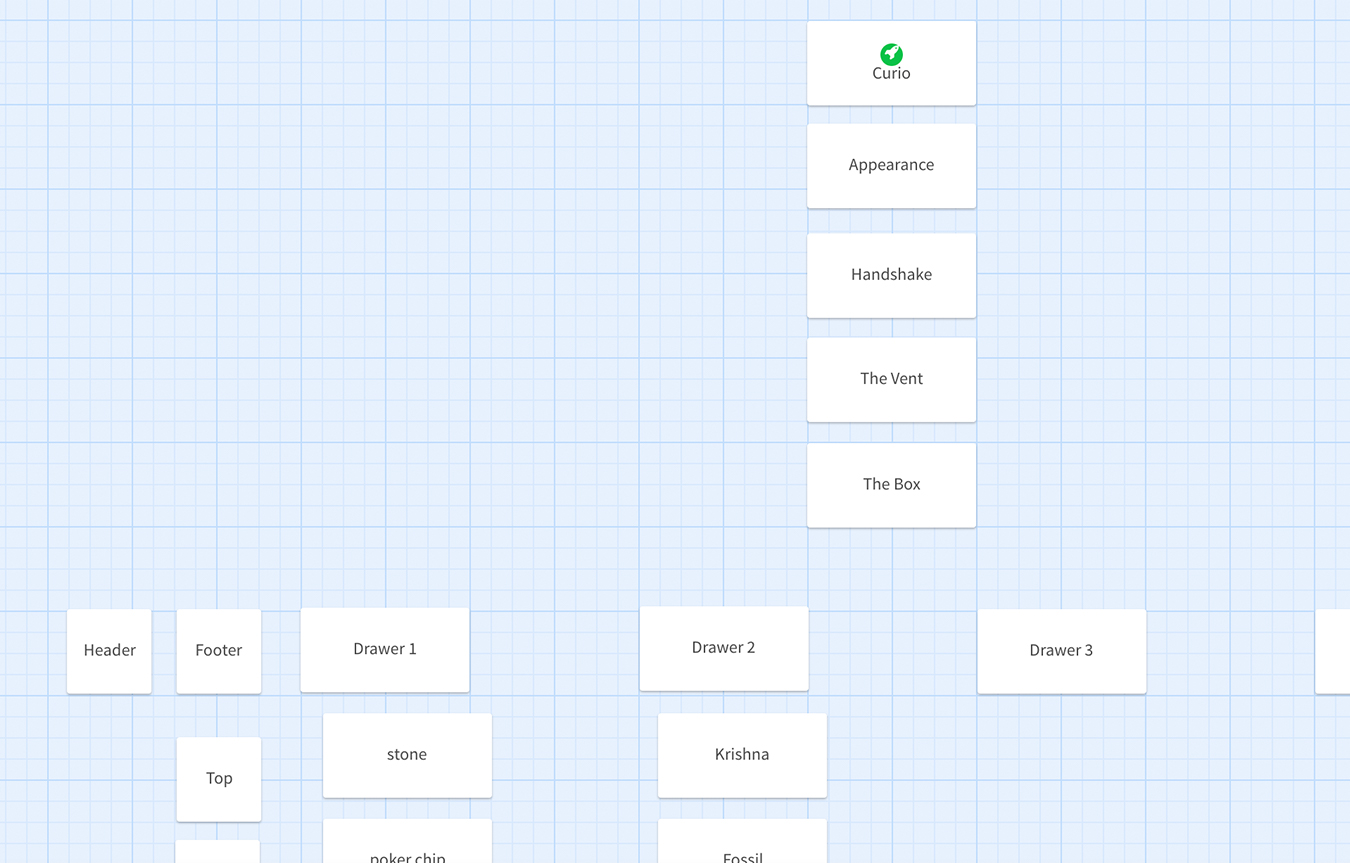 Curio
Appearance
Handshake
The Vent
The Box
Header
Footer
Drawer 1
Drawer 2
Drawer 3
stone
Krishna
Top
poker chip
Fossil